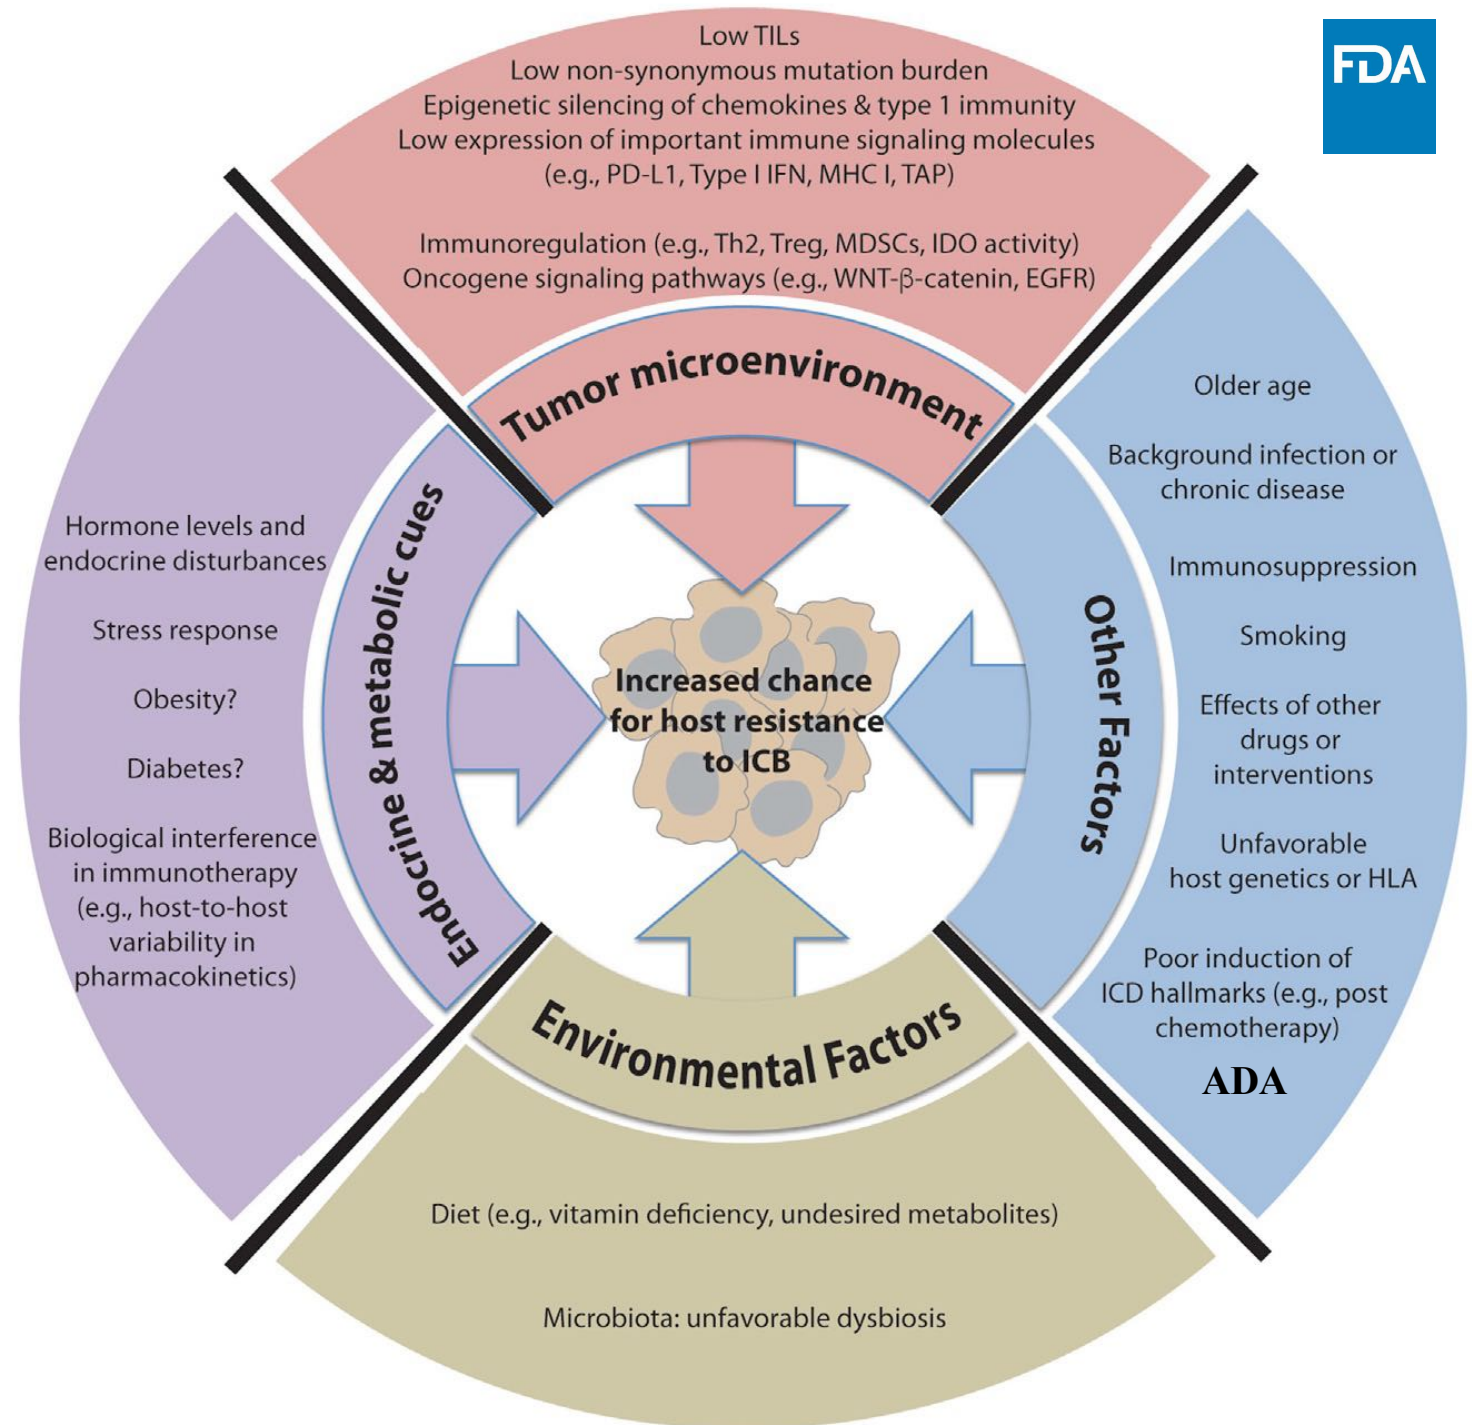 FDA
Low TILs
Low non-synonymous mutation burden
Epigenetic silencing of chemokines & type 1 immunity
Low expression of important immune signaling molecules
(e.g., PD-L1, Type I IFN, MHC I, TAP)
Immunoregulation (e.g., Th2, Treg, MDSCs, IDO activity)
Oncogene signaling pathways (e.g., WNT-β-catenin, EGFR)
Tumor microenvironment
Hormone levels and
endocrine disturbances
Stress response
Obesity?
Diabetes?
Biological interference
in immunotherapy
(e.g., host-to-host
variability in
pharmacokinetics)
Endocrine & metabolic cues
Increased chance
for host resistance
to ICB
Other Factors
Older age
Background infection or
chronic disease
Immunosuppression
Smoking
Effects of other
drugs or
interventions
Unfavorable
host genetics or HLA
Poor induction of
ICD hallmarks (e.g., post
chemotherapy)
ADA
Environmental Factors
Diet (e.g., vitamin deficiency, undesired metabolites)
Microbiota: unfavorable dysbiosis